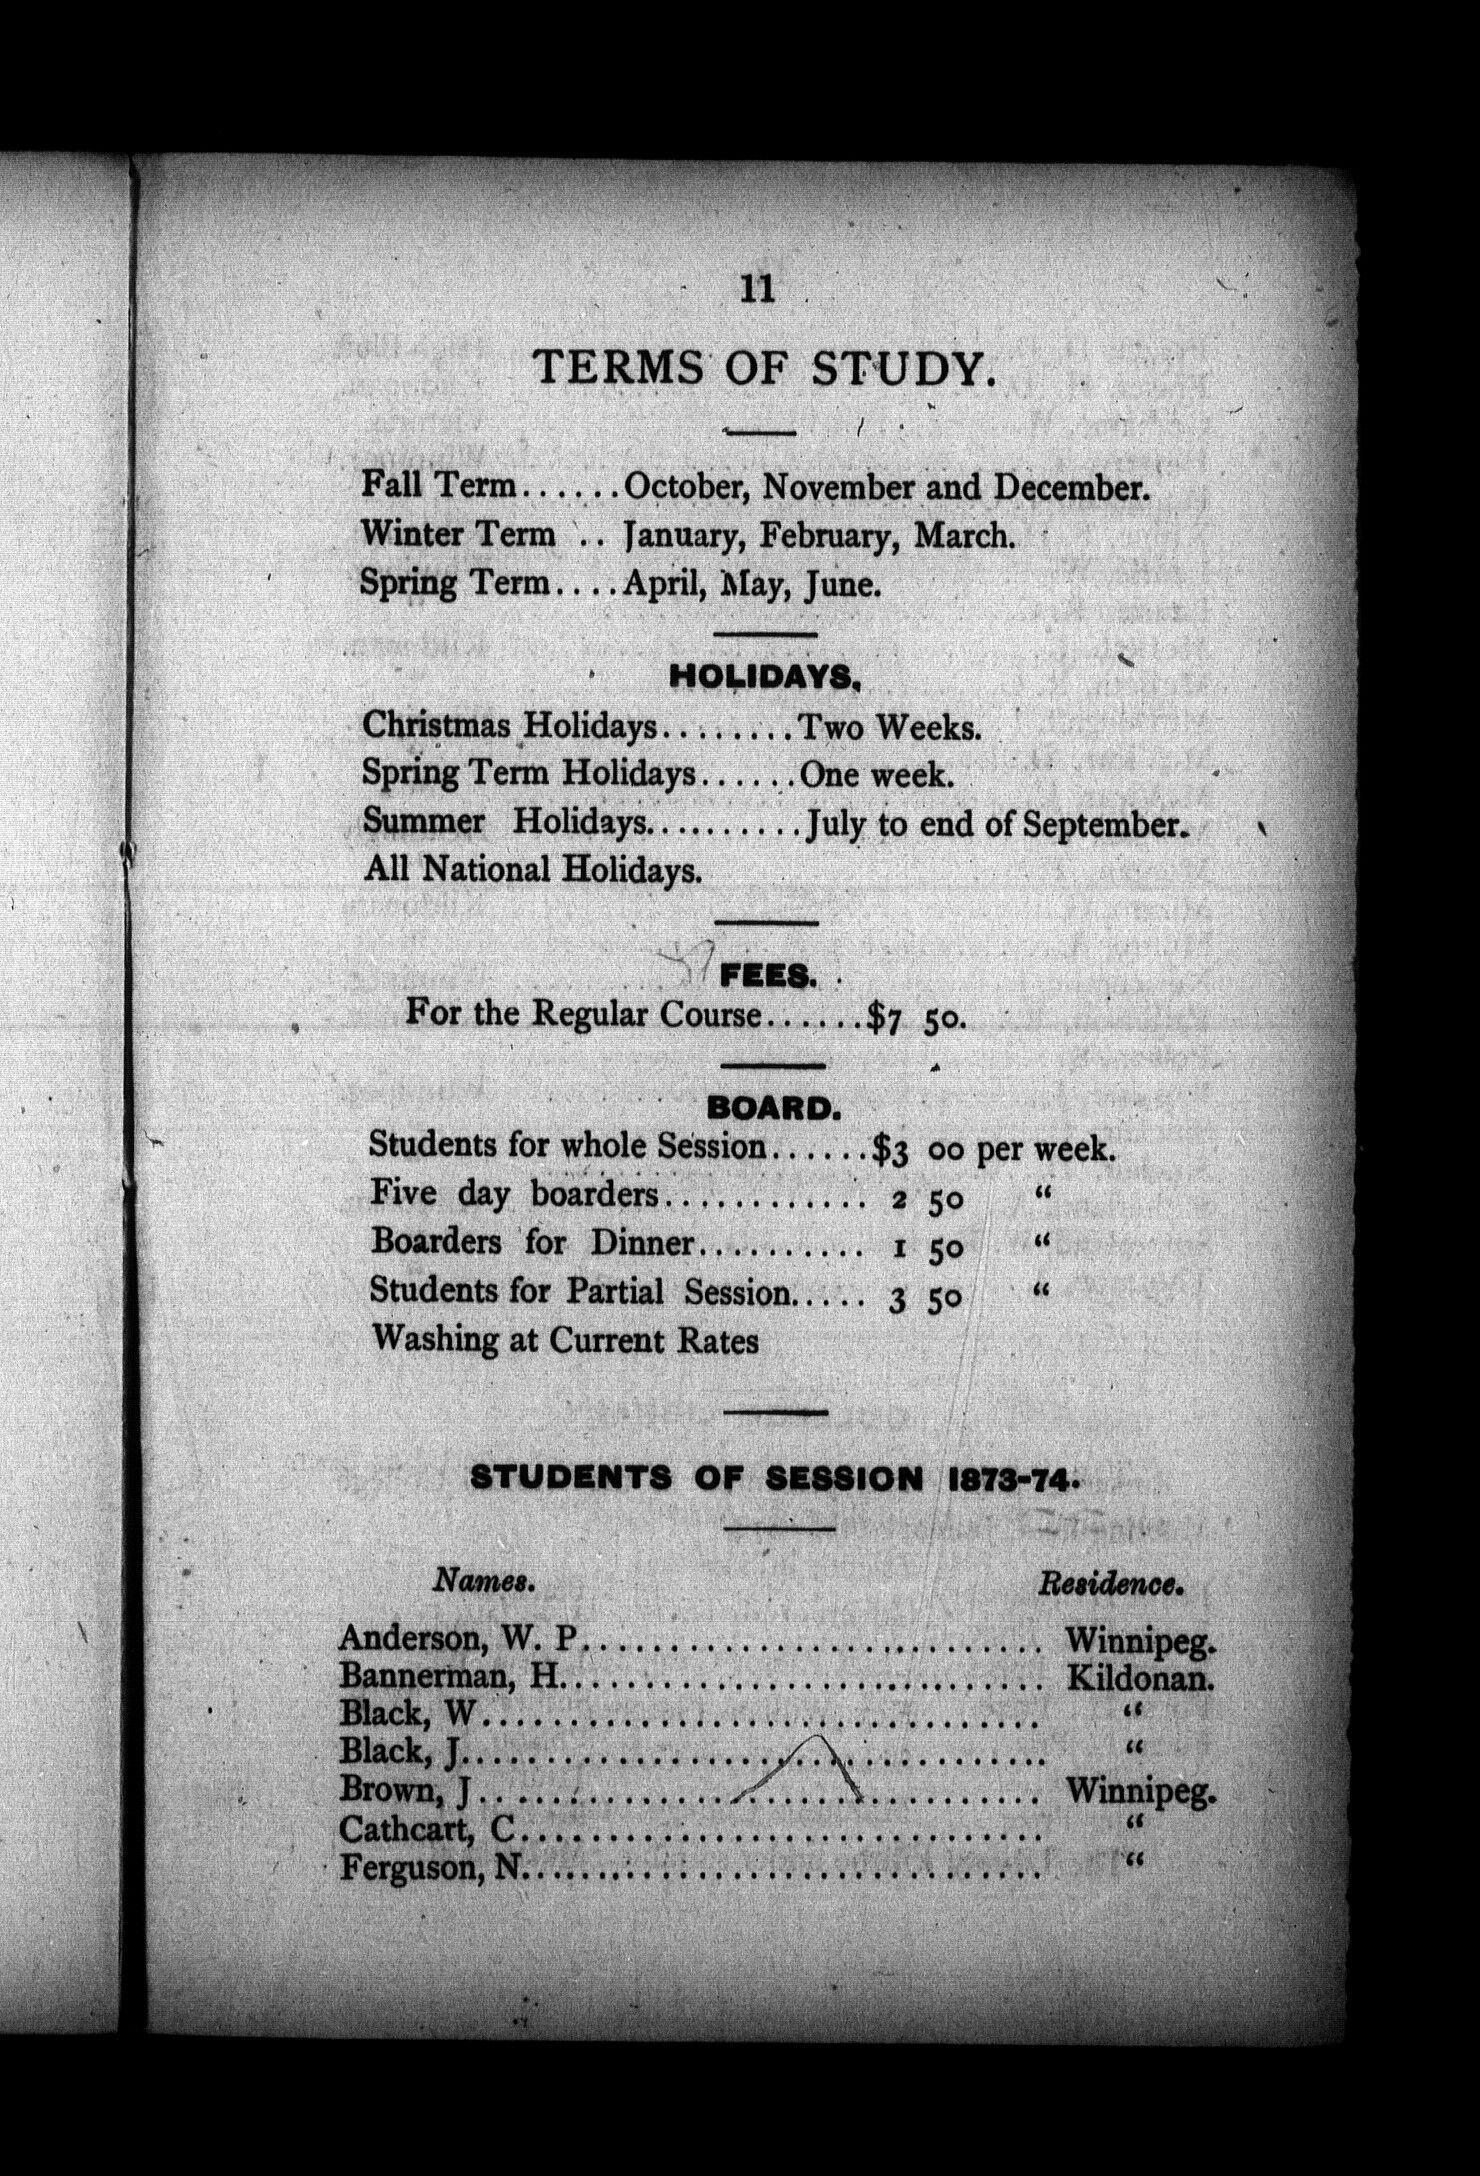 11
TERMS OF STUDY.
Fall Term......October, November and December.
Winter Term .. January, February, March.
Spring Term....April, May, June.
HOLIDAYS.
Christmas Holidays........Two Weeks.
Spring Term Holidays......One week.
Summer Holidays..........July to end of September.
All National Holidays.
FEES.
For the Regular Course......$7 50.
BOARD.
Students for whole Session......$3 00 per week.
Five day boarders............ 2 50 “
Boarders for Dinner.......... 1 50 “
Students for Partial Session..... 3 50 “
Washing at Current Rates
STUDENTS OF SESSION 1873-74.
Names. Residence.
Anderson, W. P........................... Winnipeg.
Bannerman, H............................. Kildonan.
Black, W................................. “
Black, J................................. “
Brown, J................................. Winnipeg.
Cathcart, C.............................. “
Ferguson, N.............................. “